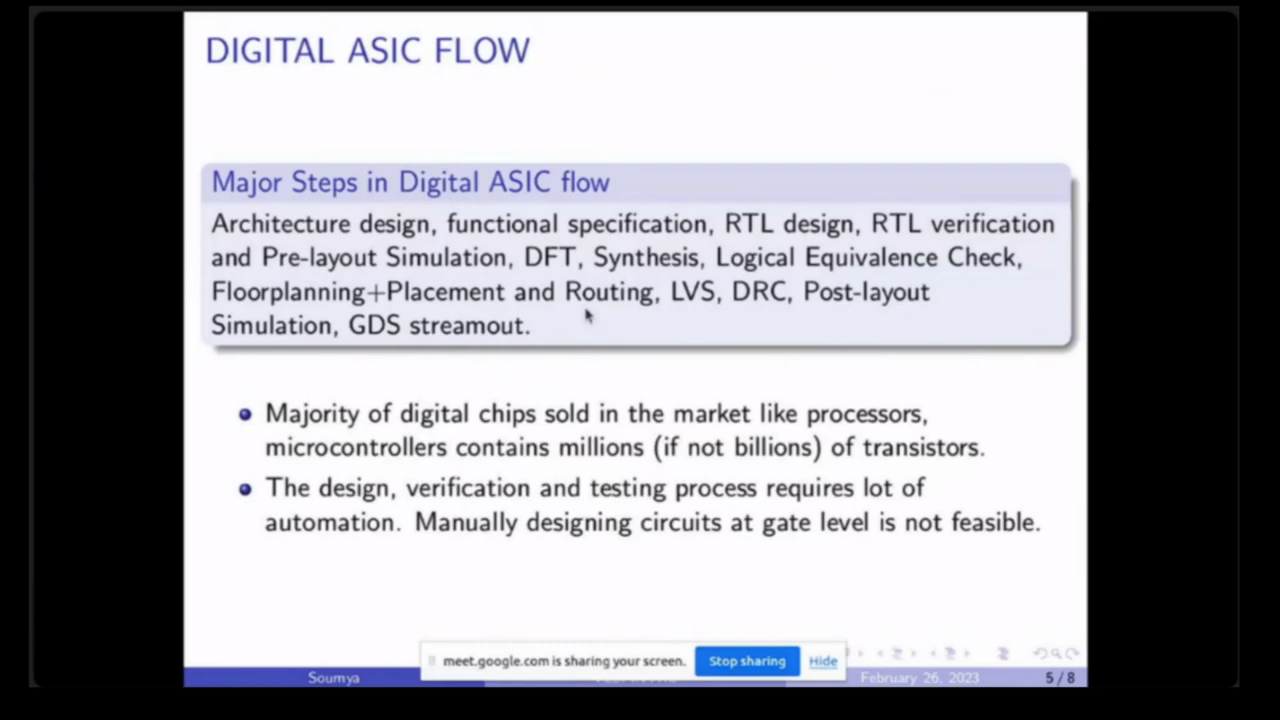 DIGITAL ASIC FLOW
Major Steps in Digital ASIC flow
Architecture design, functional specification, RTL design, RTL verification
and Pre-layout Simulation, DFT, Synthesis, Logical Equivalence Check,
Floorplanning+Placement and Routing, LVS, DRC, Post-layout
Simulation, GDS streamout.
Majority of digital chips sold in the market like processors,
microcontrollers contains millions (if not billions) of transistors.
The design, verification and testing process requires lot of
automation. Manually designing circuits at gate level is not feasible.
meet.google.com is sharing your screen. Stop sharing Hide
Soumya February 26, 2023 5 / 8